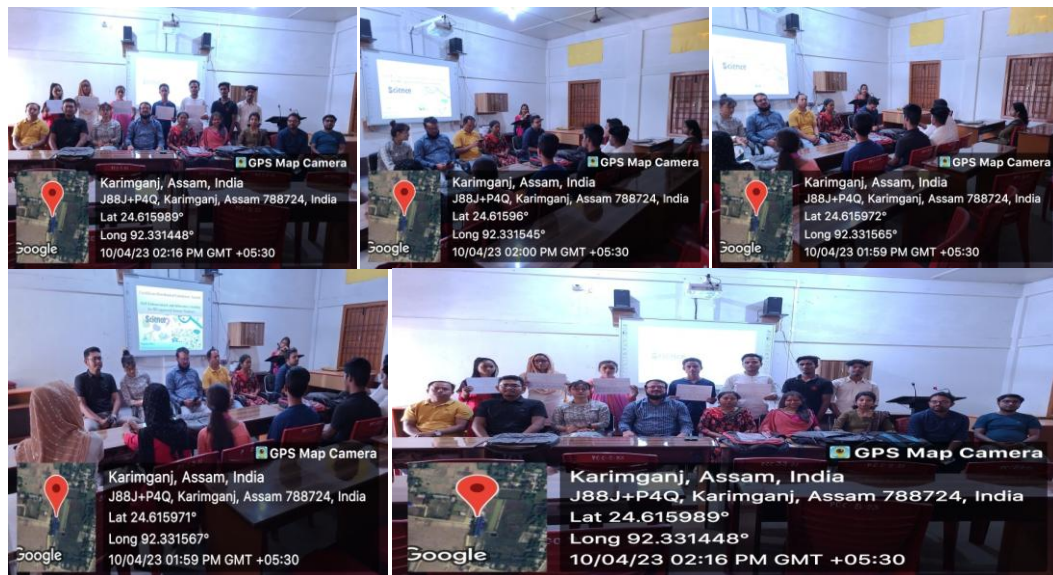 Science
GPS Map Camera
Karimganj, Assam, India
J88J+P4Q, Karimganj, Assam 788724, India
Lat 24.615989°
Long 92.331448°
10/04/23 02:16 PM GMT +05:30
Google
Science
GPS Map Camera
Karimganj, Assam, India
J88J+P4Q, Karimganj, Assam 788724, India
Lat 24.61596°
Long 92.331545°
10/04/23 02:00 PM GMT +05:30
Google
Science
GPS Map Camera
Karimganj, Assam, India
J88J+P4Q, Karimganj, Assam 788724, India
Lat 24.615972°
Long 92.331565°
10/04/23 01:59 PM GMT +05:30
Google
Science
GPS Map Camera
Karimganj, Assam, India
J88J+P4Q, Karimganj, Assam 788724, India
Lat 24.615971°
Long 92.331567°
10/04/23 01:59 PM GMT +05:30
Google
Science
GPS Map Camera
Karimganj, Assam, India
J88J+P4Q, Karimganj, Assam 788724, India
Lat 24.615989°
Long 92.331448°
10/04/23 02:16 PM GMT +05:30
Google